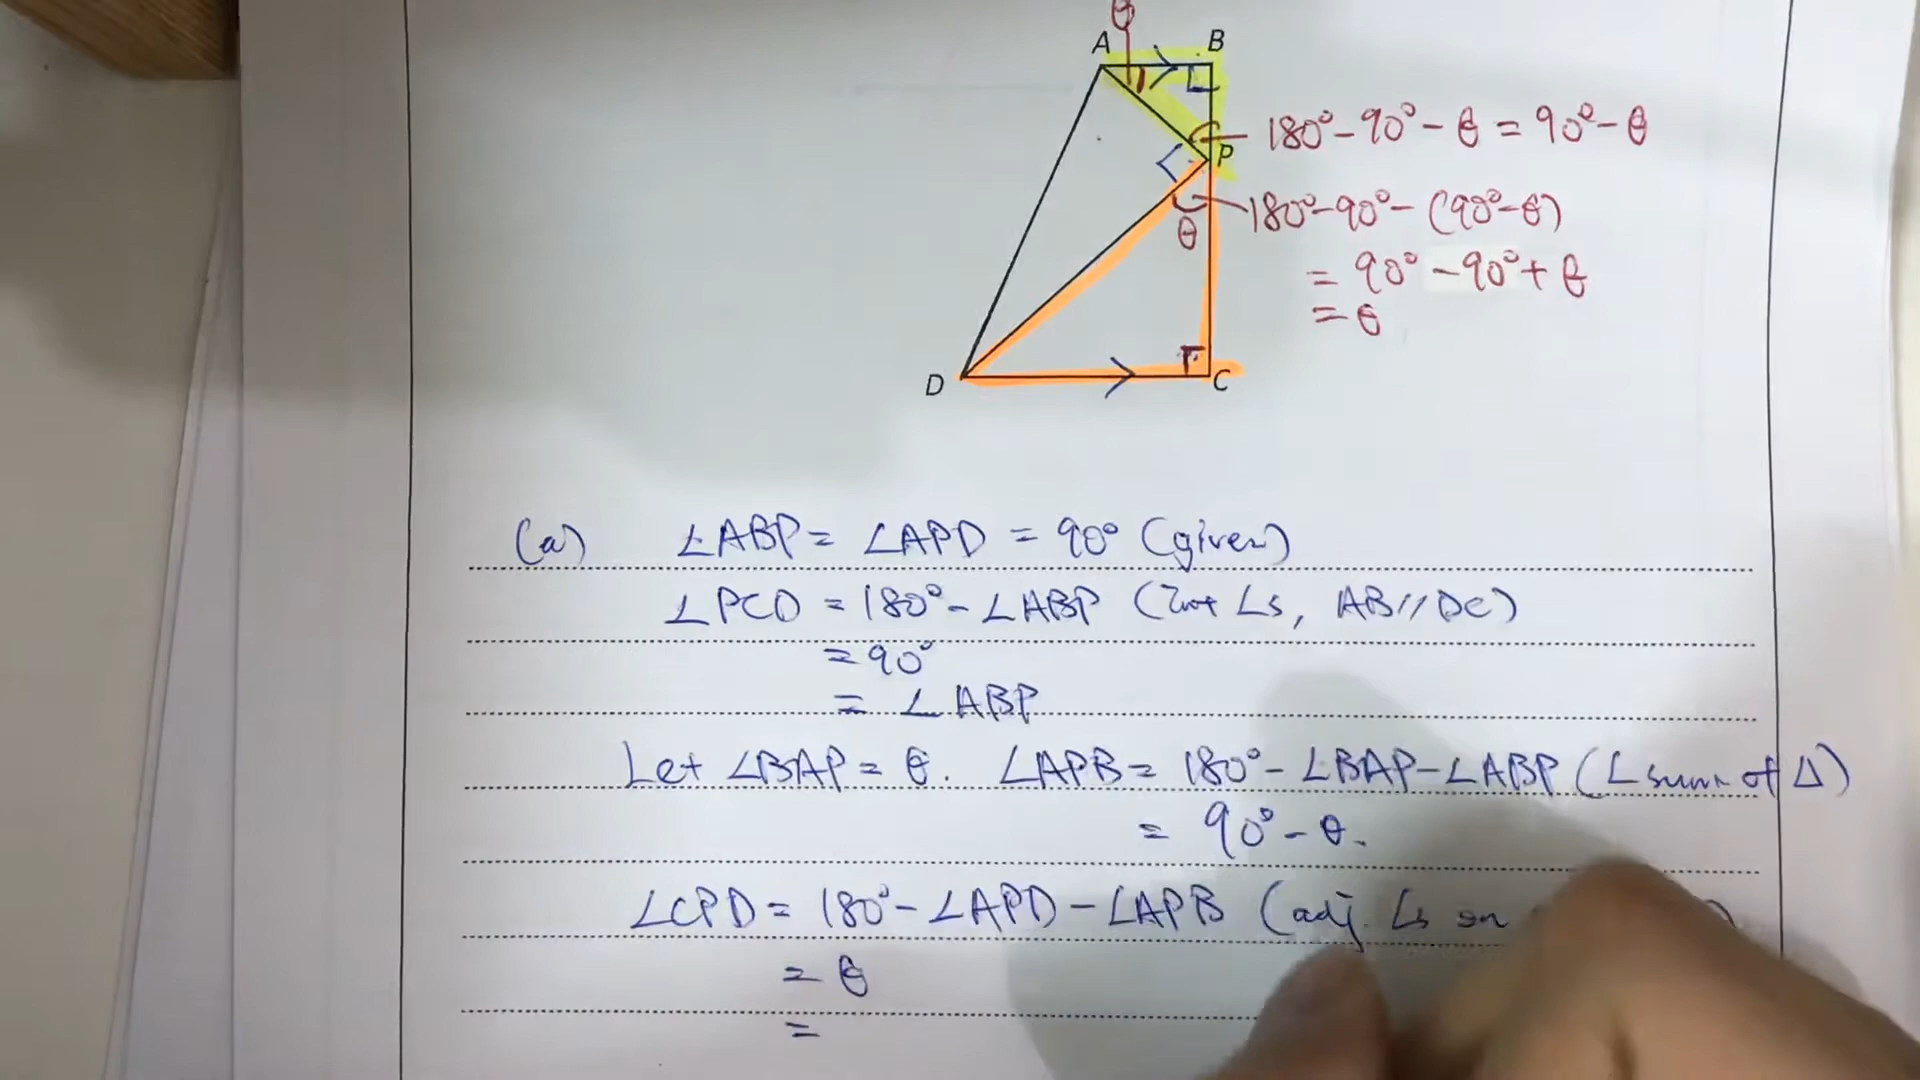 θ
A B
180° - 90° - θ = 90° - θ
P
180° - 90° - (90° - θ)
θ
= 90° - 90° + θ
= θ
D C
(a) ∠ABP = ∠APD = 90° (given)
∠PCD = 180° - ∠ABP (int ∠s, AB//DC)
= 90°
= ∠ABP
Let ∠BAP = θ. ∠APB = 180° - ∠BAP - ∠ABP (∠ sum of Δ)
= 90° - θ.
∠CPD = 180° - ∠APD - ∠APB (adj. ∠s on
= θ
=